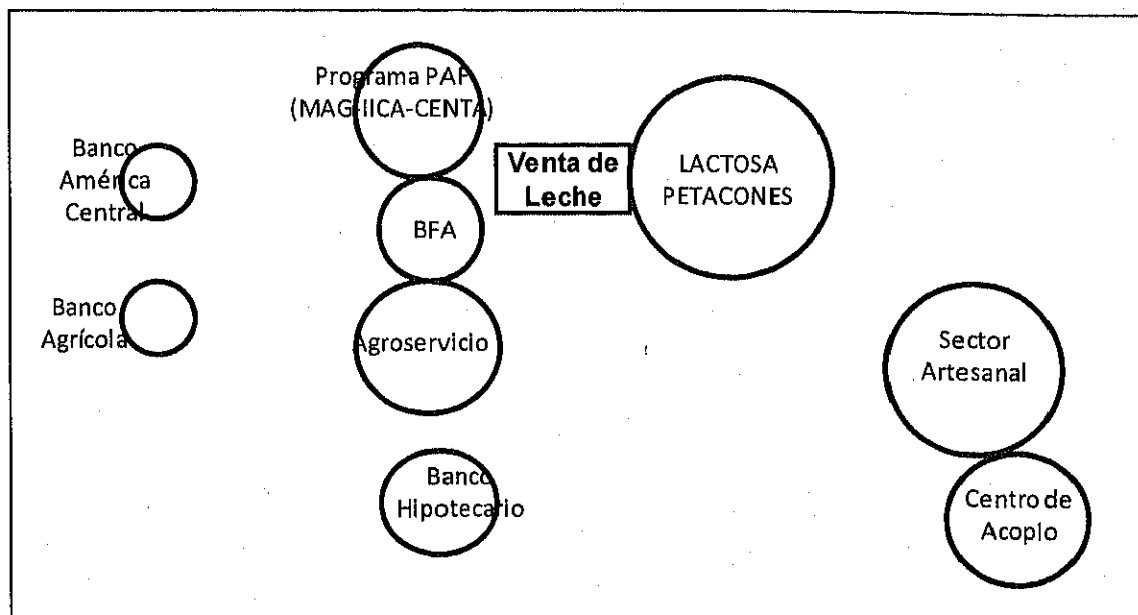 Programa PAF
(MAG-IICA-CENTA)
Banco
América
Central
Venta de
Leche
LACTOSA
PETACONES
BFA
Banco
Agrícola
Agroservicio
Sector
Artesanal
Banco
Hipotecario
Centro de
Acopio